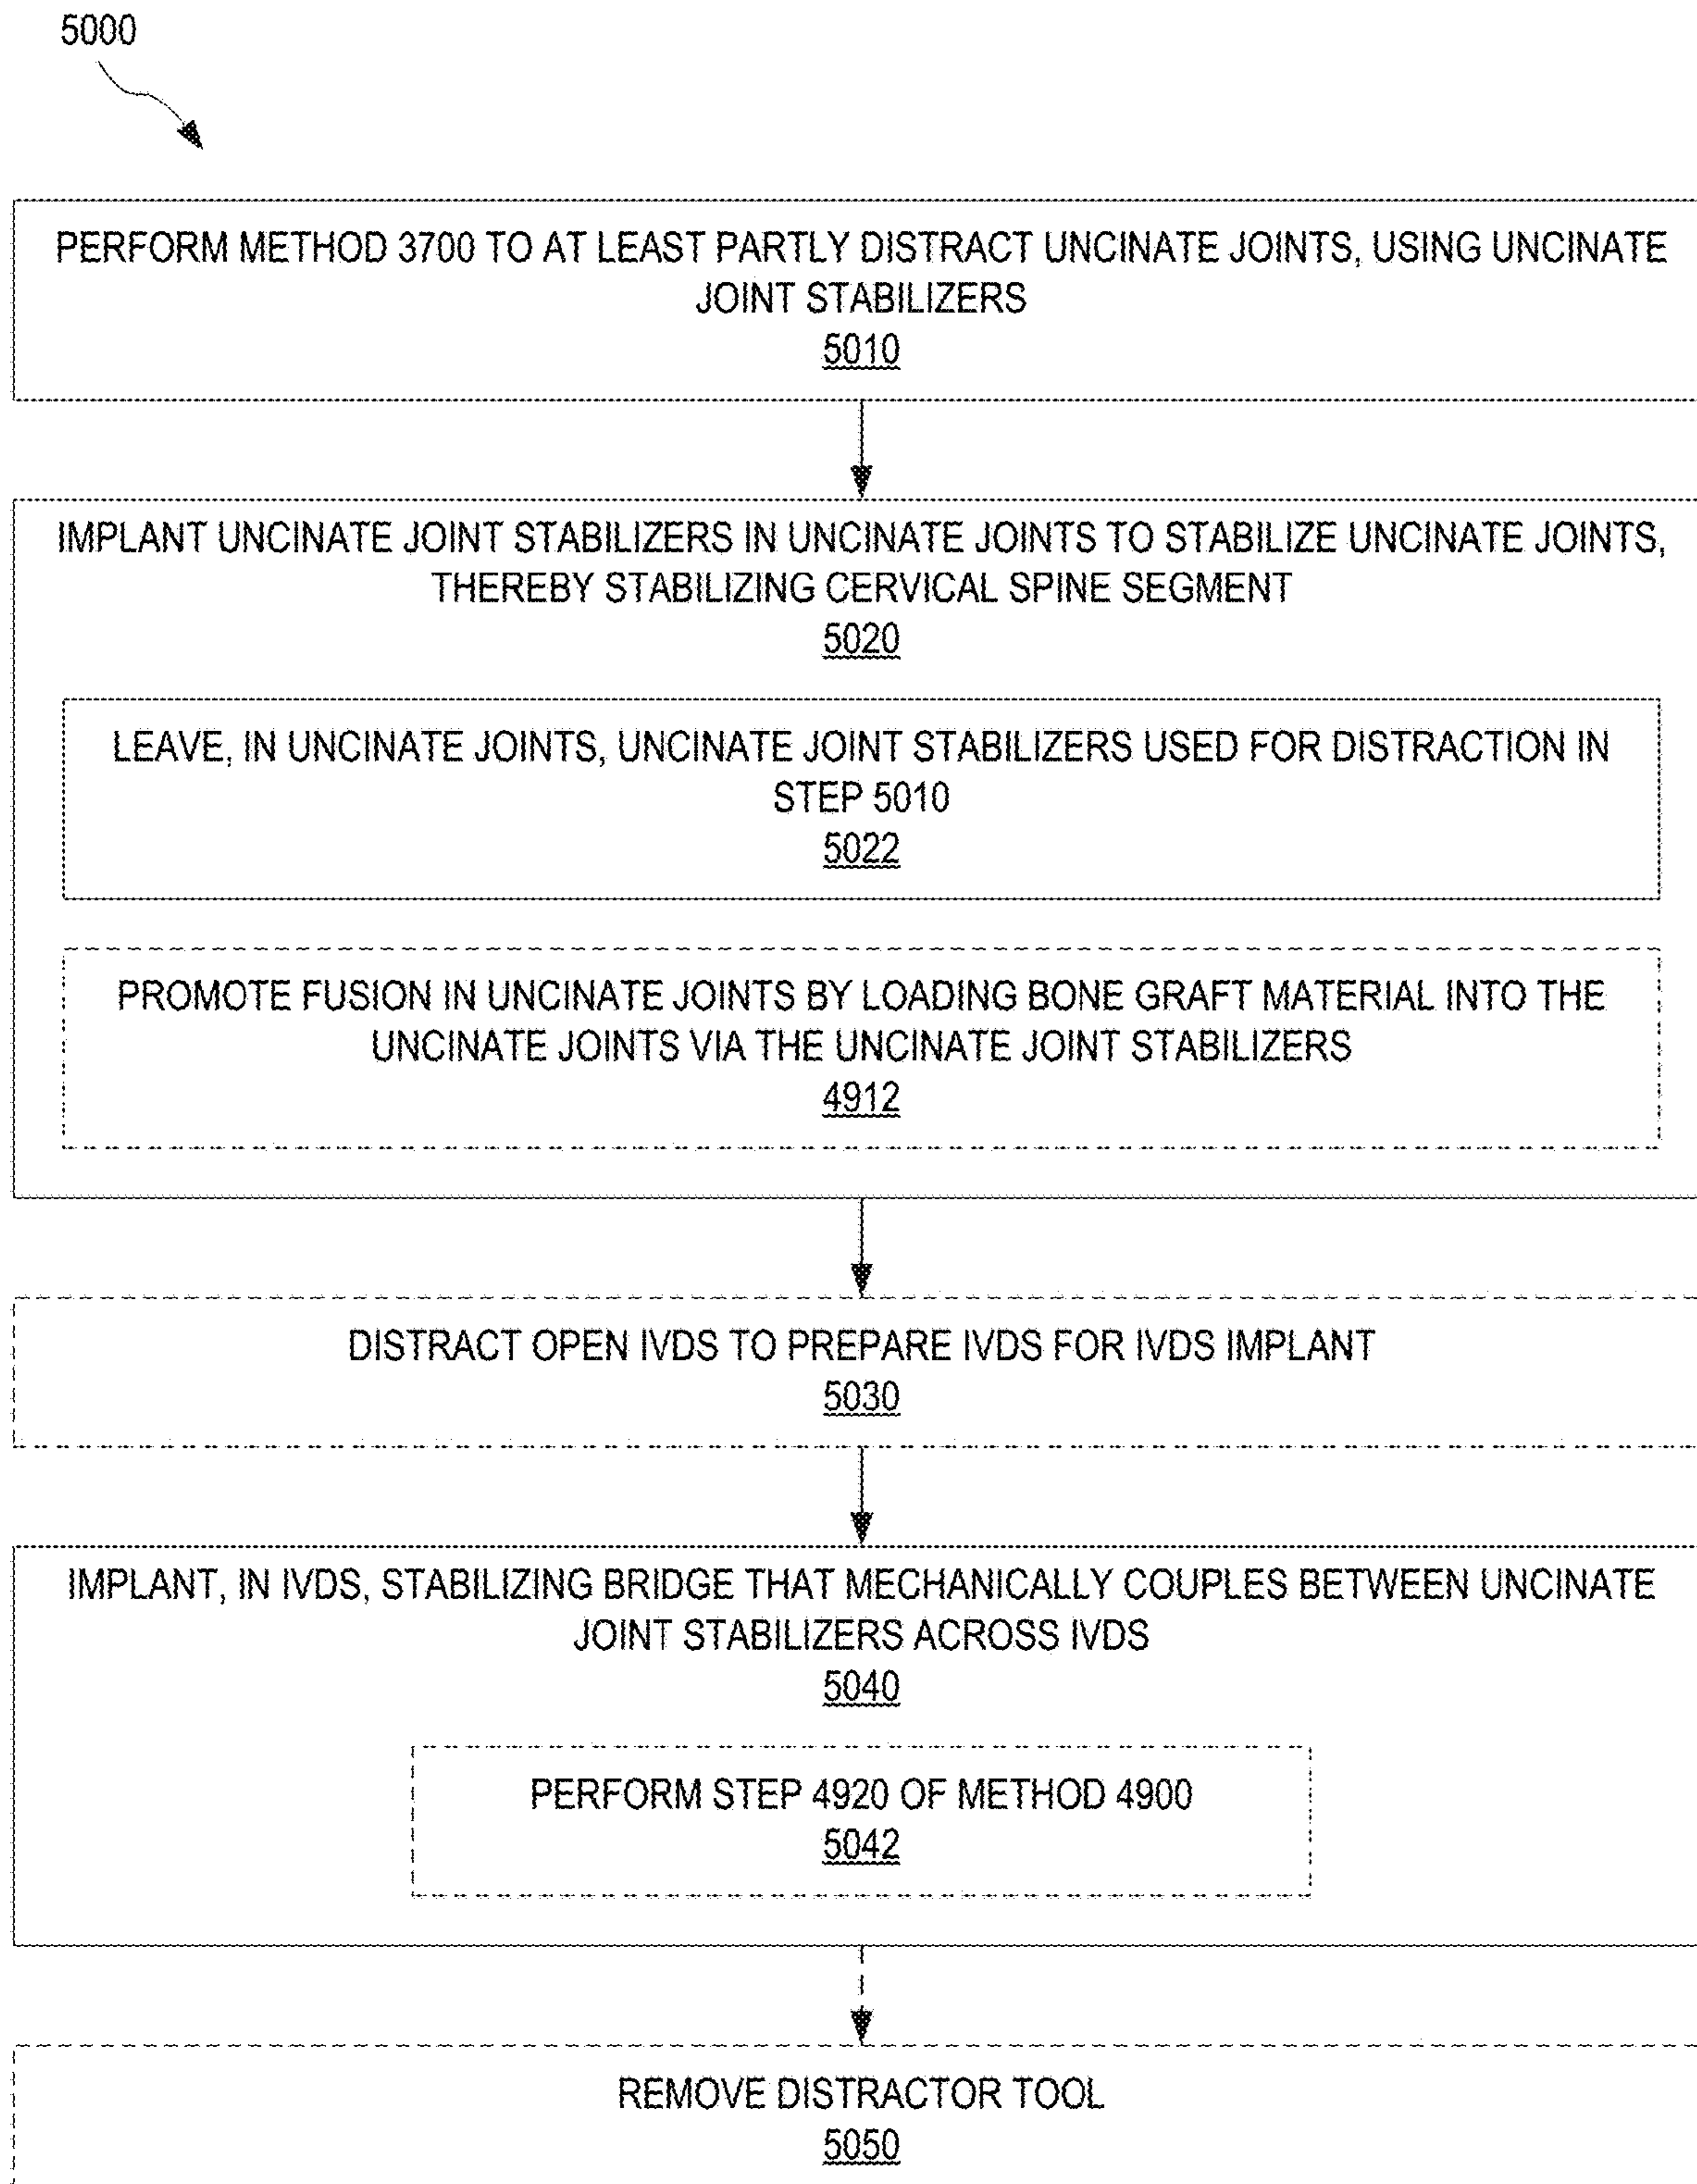 5000
PERFORM METHOD 3700 TO AT LEAST PARTLY DISTRACT UNCINATE JOINTS, USING UNCINATE
JOINT STABILIZERS
5010
IMPLANT UNCINATE JOINT STABILIZERS IN UNCINATE JOINTS TO STABILIZE UNCINATE JOINTS,
THEREBY STABILIZING CERVICAL SPINE SEGMENT
5020
LEAVE, IN UNCINATE JOINTS, UNCINATE JOINT STABILIZERS USED FOR DISTRACTION IN
STEP 5010
5022
PROMOTE FUSION IN UNCINATE JOINTS BY LOADING BONE GRAFT MATERIAL INTO THE
UNCINATE JOINTS VIA THE UNCINATE JOINT STABILIZERS
4912
DISTRACT OPEN IVDS TO PREPARE IVDS FOR IVDS IMPLANT
5030
IMPLANT, IN IVDS, STABILIZING BRIDGE THAT MECHANICALLY COUPLES BETWEEN UNCINATE
JOINT STABILIZERS ACROSS IVDS
5040
PERFORM STEP 4920 OF METHOD 4900
5042
REMOVE DISTRACTOR TOOL
5050